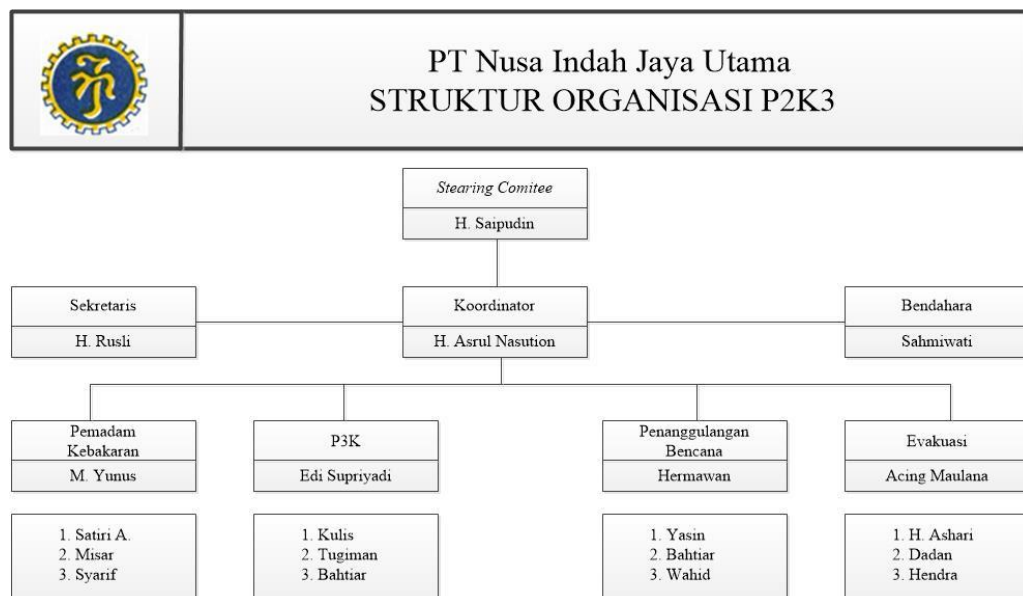 PT Nusa Indah Jaya Utama
STRUKTUR ORGANISASI P2K3
Stearing Comitee
H. Saipudin
Sekretaris
H. Rusli
Koordinator
H. Asrul Nasution
Bendahara
Sahmiwati
Pemadam
Kebakaran
M. Yunus
P3K
Edi Supriyadi
Penanggulangan
Bencana
Hermawan
Evakuasi
Acing Maulana
1. Satiri A.
2. Misar
3. Syarif
1. Kulis
2. Tugiman
3. Bahtiar
1. Yasin
2. Bahtiar
3. Wahid
1. H. Ashari
2. Dadan
3. Hendra